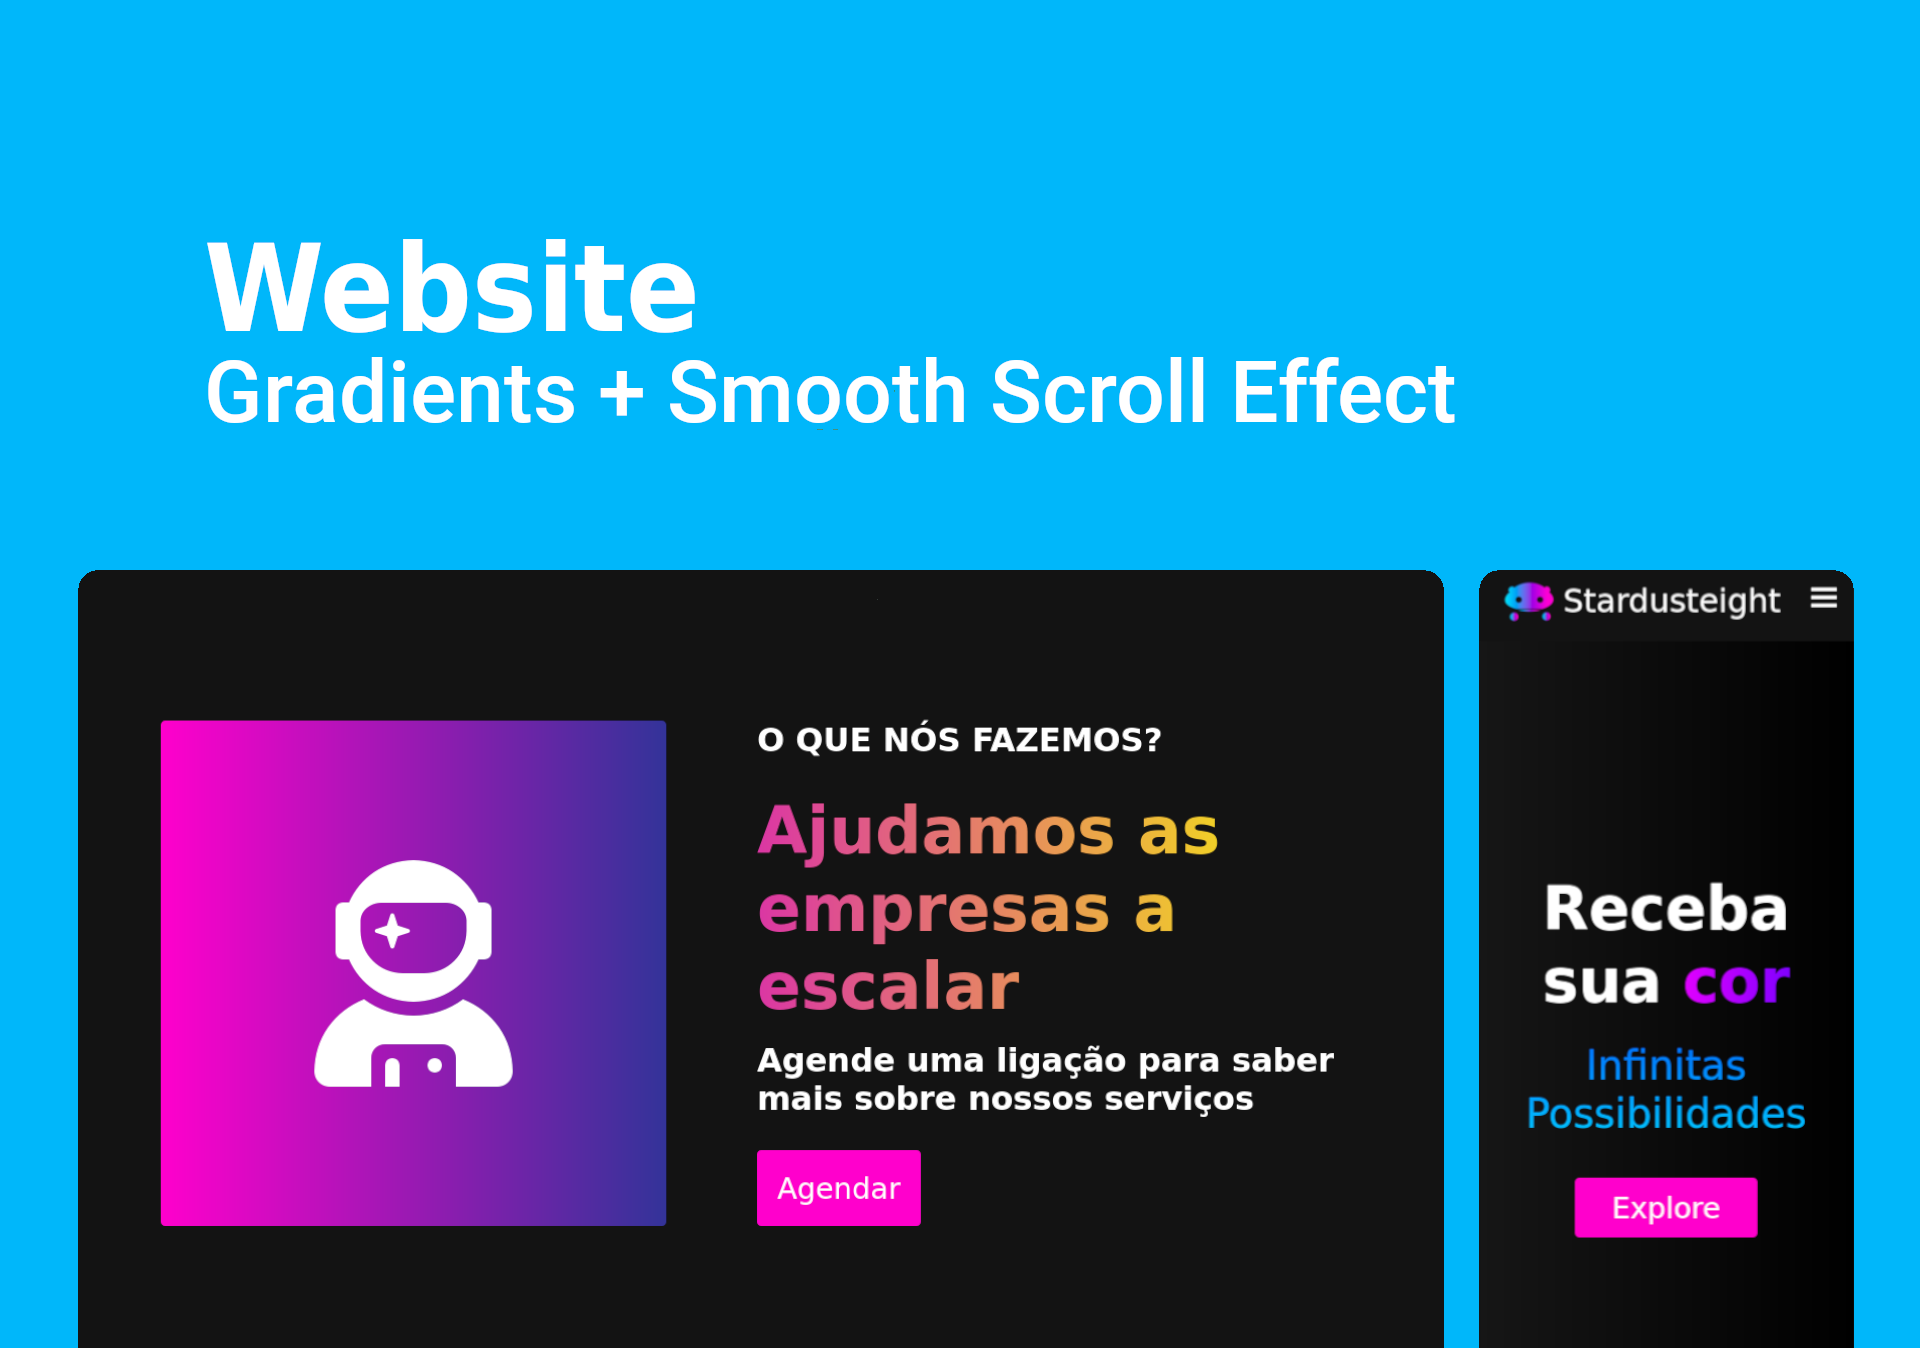 Website
Gradients + Smooth Scroll Effect
O QUE NÓS FAZEMOS?
Ajudamos as
empresas a
escalar
Agende uma ligação para saber
mais sobre nossos serviços
Agendar
Stardusteight
Receba
sua cor
Infinitas
Possibilidades
Explore